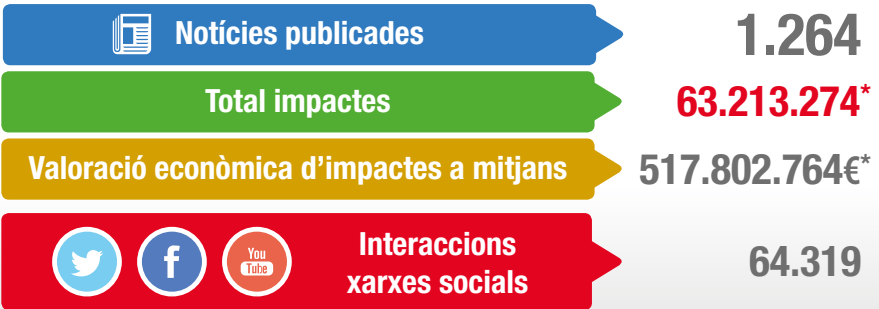 Notícies publicades 1.264
Total impactes 63.213.274*
Valoració econòmica d'impactes a mitjans 517.802.764€*
f You Tube
Interaccions
xarxes socials
64.319